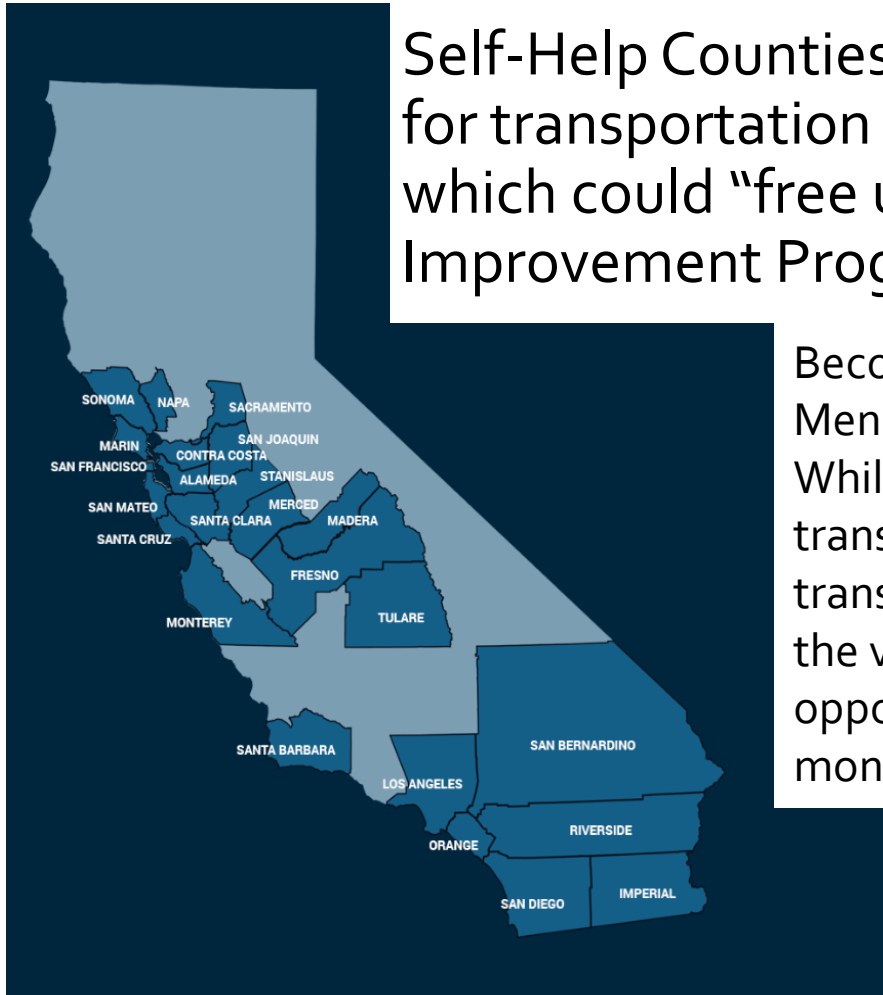 Self-Help Counties
for transportation
which could “free u
Improvement Prog
Beco
Men
Whil
trans
trans
the v
oppo
mon
SONOMA
NAPA
SACRAMENTO
MARIN
SAN JOAQUIN
CONTRA COSTA
SAN FRANCISCO
ALAMEDA
STANISLAUS
SAN MATEO
MERCED
SANTA CLARA
MADERA
SANTA CRUZ
FRESNO
MONTEREY
TULARE
SANTA BARBARA
SAN BERNARDINO
LOS ANGELES
RIVERSIDE
ORANGE
SAN DIEGO
IMPERIAL